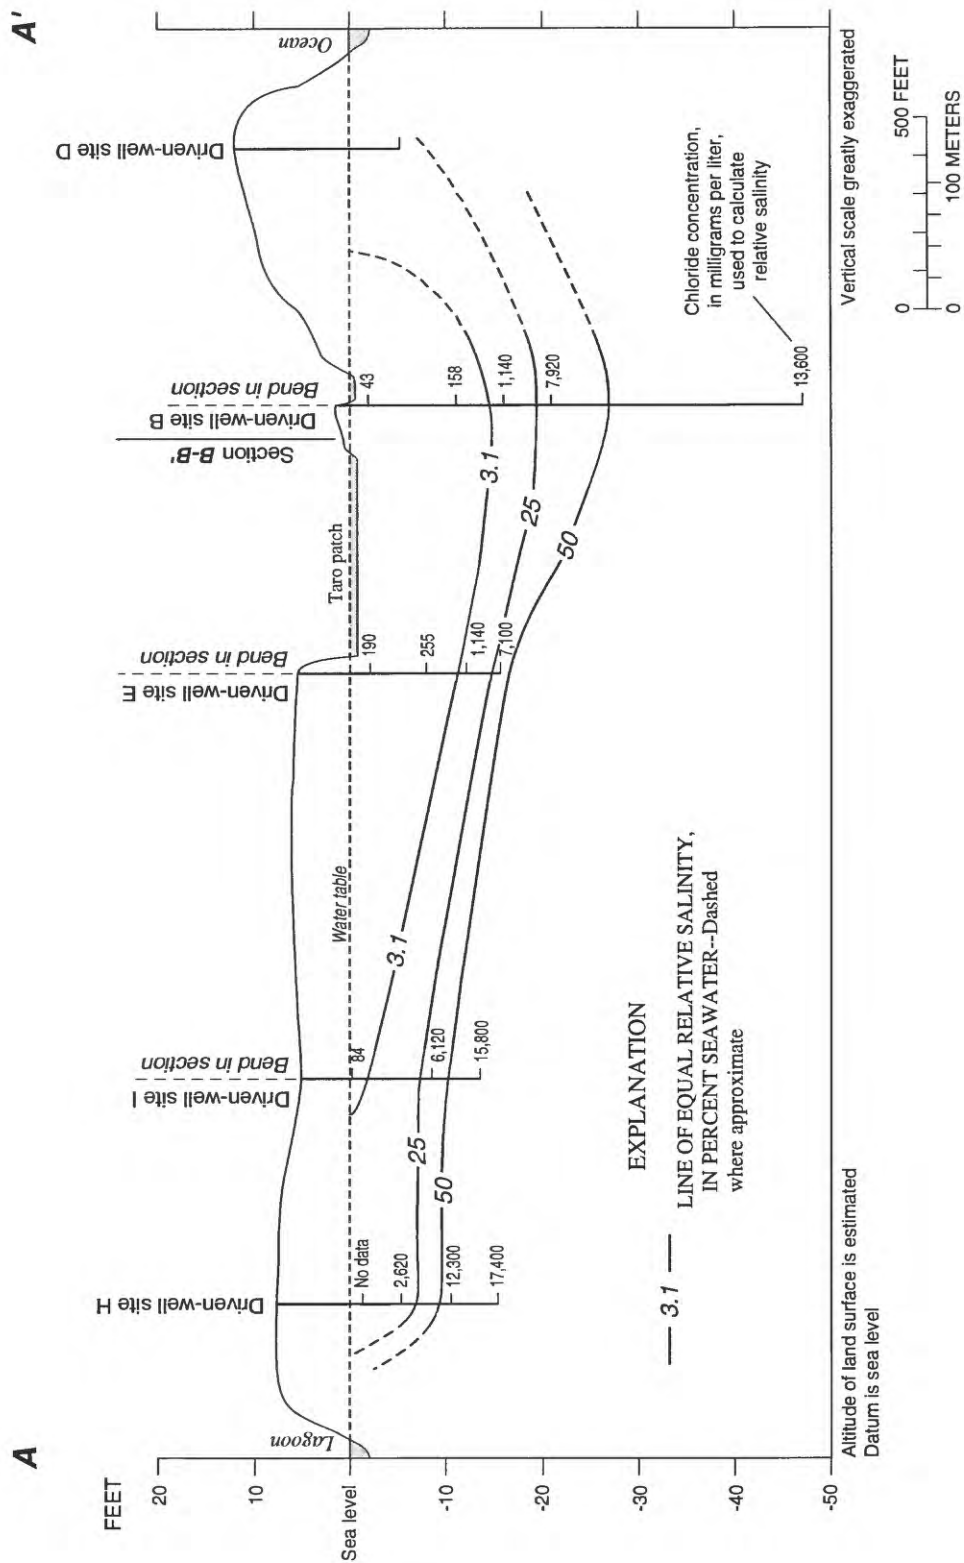 A
A'
FEET
20
10
Sea level
-10
-20
-30
-40
-50
Lagoon
Ocean
Driven-well site H
Driven-well site I
Bend in section
Driven-well site E
Bend in section
Section B-B'
Driven-well site B
Bend in section
Driven-well site D
Water table
Taro patch
No data
2,620
12,300
17,400
84
6,120
15,800
190
255
1,140
7,100
43
158
1,140
7,920
13,600
3.1
25
50
3.1
25
50
Chloride concentration,
in milligrams per liter,
used to calculate
relative salinity
EXPLANATION
3.1
LINE OF EQUAL RELATIVE SALINITY,
IN PERCENT SEAWATER--Dashed
where approximate
Altitude of land surface is estimated
Datum is sea level
Vertical scale greatly exaggerated
0
500 FEET
0
100 METERS